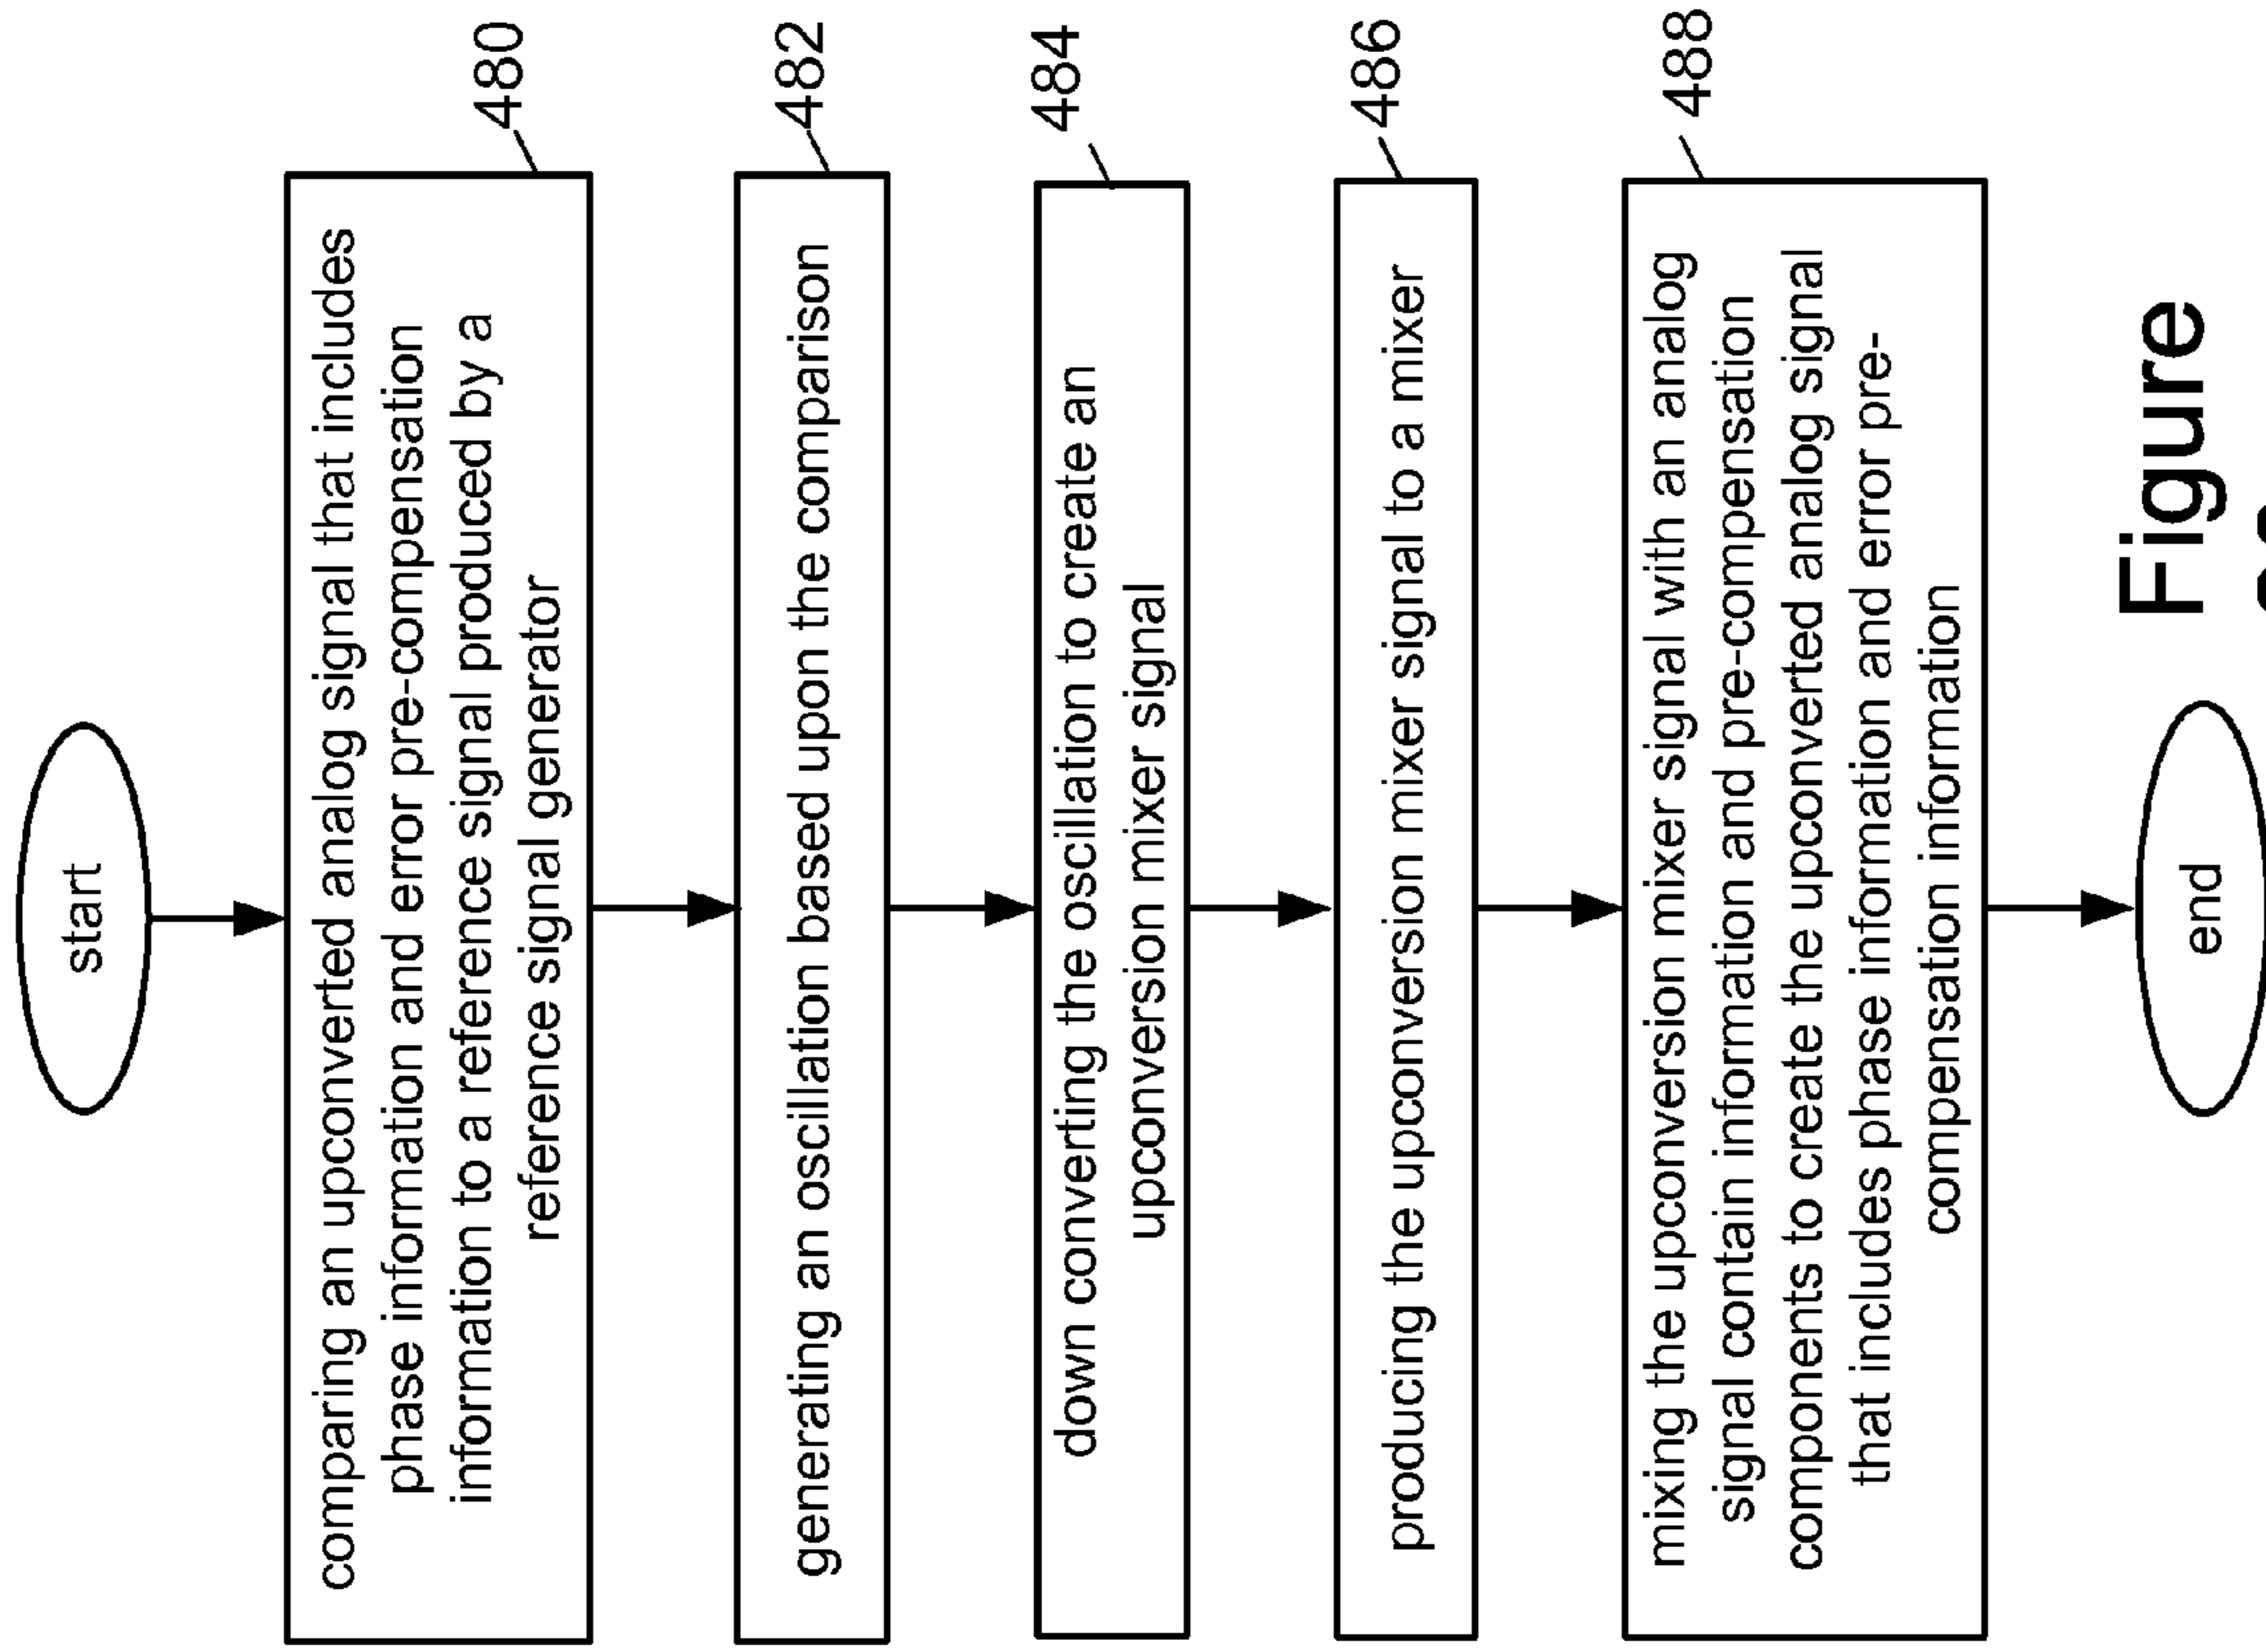 start
comparing an upconverted analog signal that includes
phase information and error pre-compensation
information to a reference signal produced by a
reference signal generator
480
generating an oscillation based upon the comparison
482
down converting the oscillation to create an
upconversion mixer signal
484
producing the upconversion mixer signal to a mixer
486
mixing the upconversion mixer signal with an analog
signal contain information and pre-compensation
components to create the upconverted analog signal
that includes phase information and error pre-
compensation information
488
end
Figure